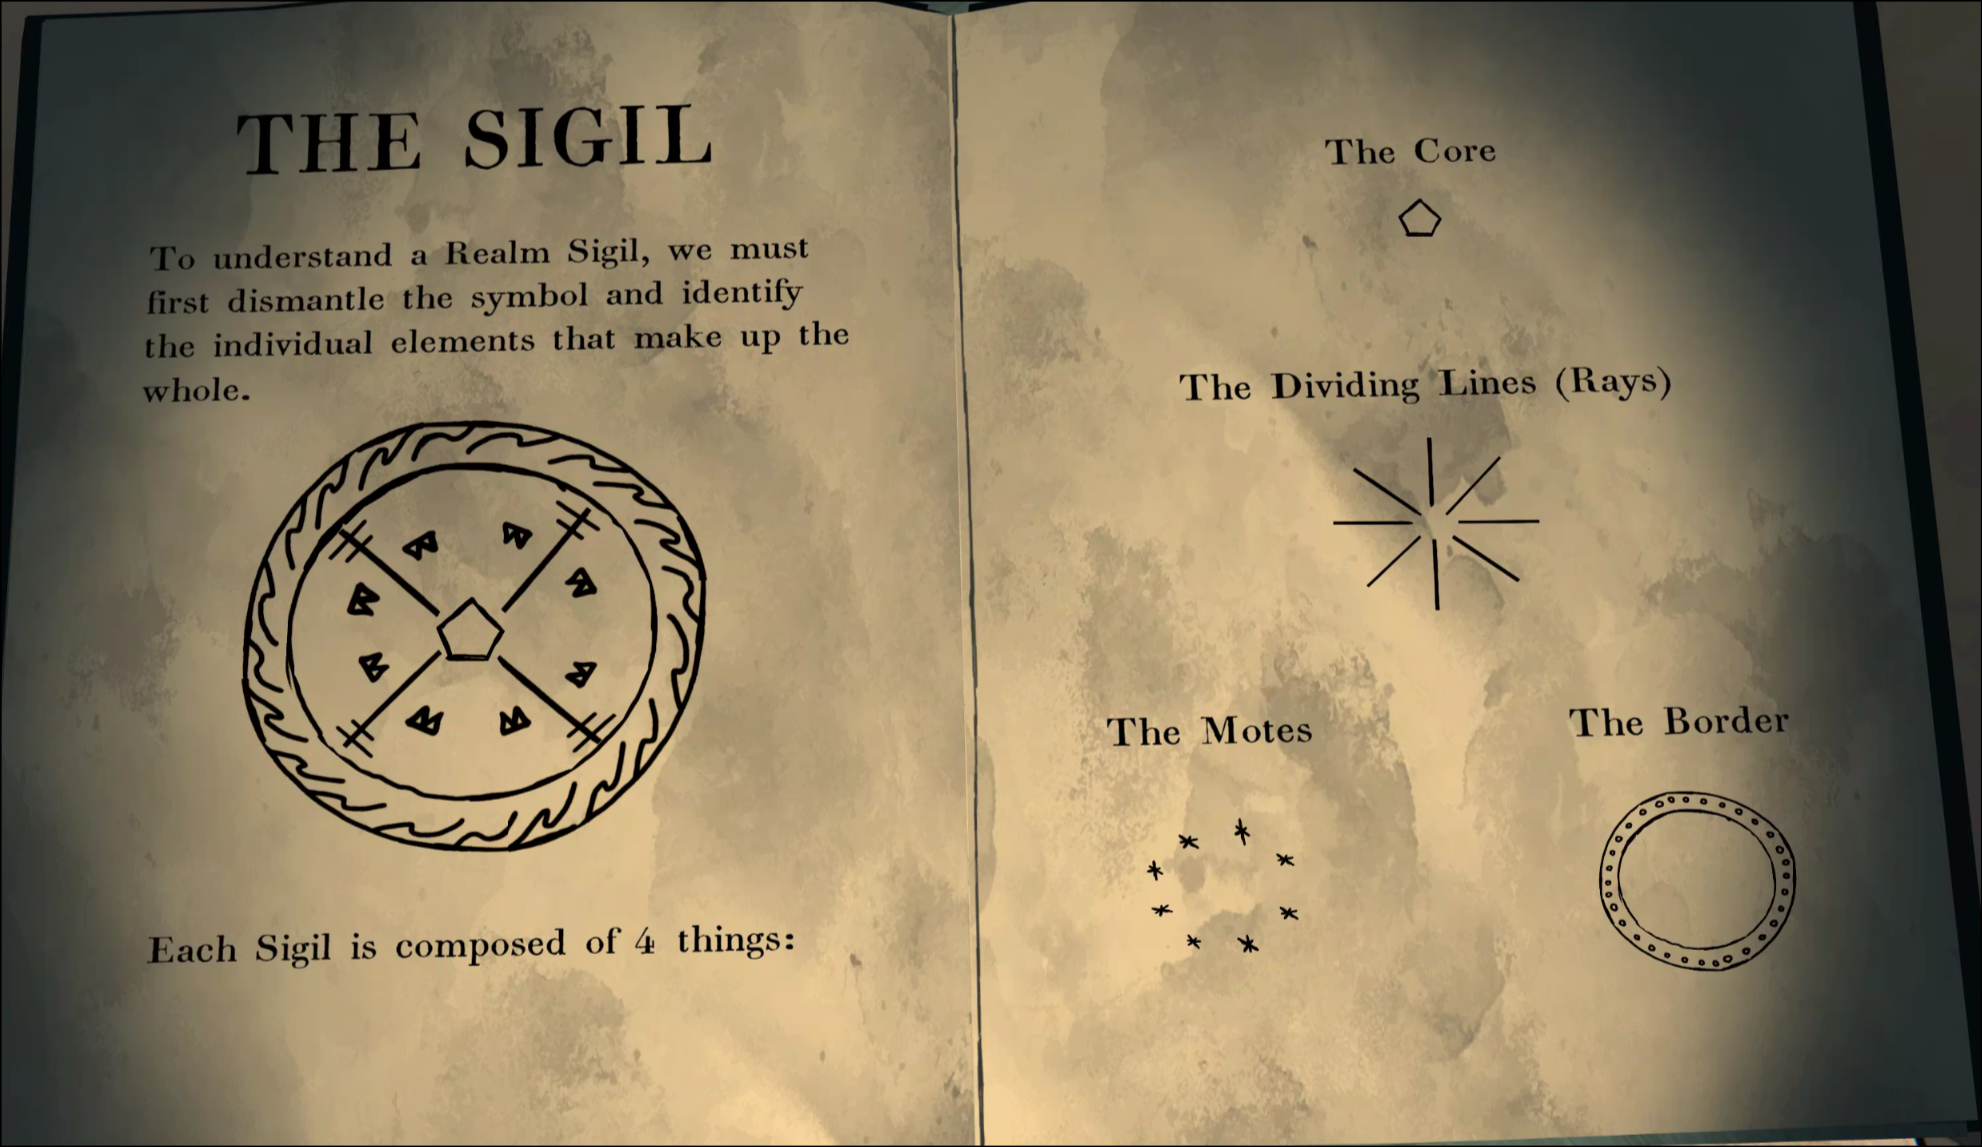 THE SIGIL
To understand a Realm Sigil, we must
first dismantle the symbol and identify
the individual elements that make up the
whole.
Each Sigil is composed of 4 things:
The Core
The Dividing Lines (Rays)
The Motes
The Border